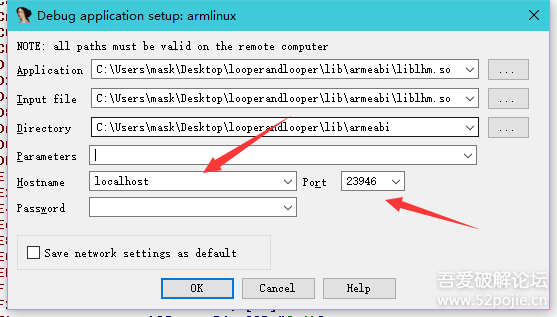 Debug application setup: armlinux
NOTE: all paths must be valid on the remote computer
Application C:\Users\mask\Desktop\looperandlooper\lib\armeabi\liblhm.so ...
Input file C:\Users\mask\Desktop\looperandlooper\lib\armeabi\liblhm.so ...
Directory C:\Users\mask\Desktop\looperandlooper\lib\armeabi ...
Parameters
Hostname localhost Port 23946
Password
Save network settings as default
OK Cancel Help
吾爱破解论坛
www.52pojie.cn